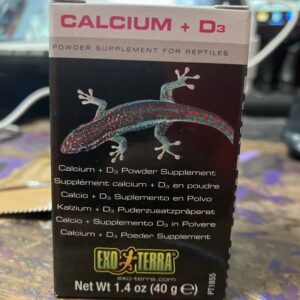 CALCIUM + D3
POWDER SUPPLEMENT FOR REPTILES
Calcium + D3 Powder Supplement
Supplément calcium + D3 en poudre
Calcio + D3 Suplemento en Polvo
Kalzium + D3 Puderzusatzpräparat
Calcio + Supplemento D3 in Polvere
Calcium + D3 Poeder Supplement
EXO TERRA
exo-terra.com
Net Wt 1.4 oz (40 g ℮)
PT1855